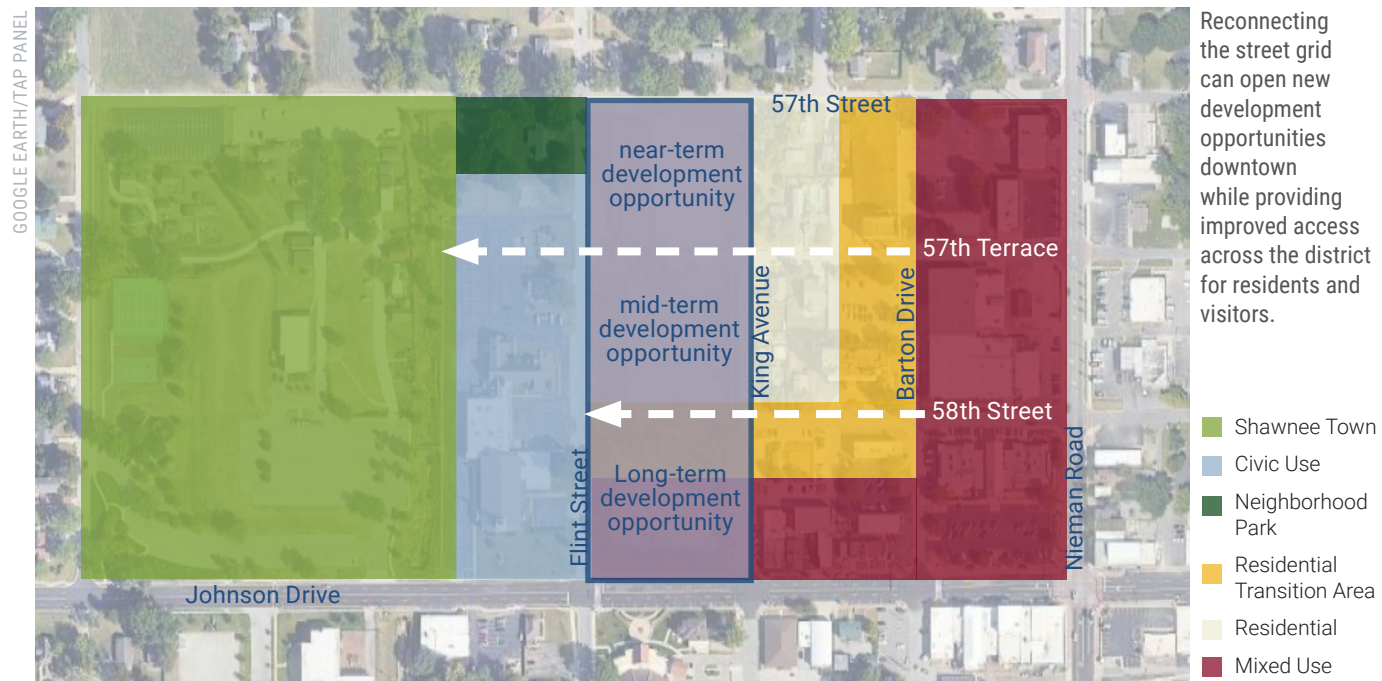 GOOGLE EARTH/TAP PANEL
57th Street
near-term
development
opportunity
57th Terrace
mid-term
development
opportunity
King Avenue
Barton Drive
58th Street
Long-term
development
opportunity
Flint Street
Nieman Road
Johnson Drive
Reconnecting
the street grid
can open new
development
opportunities
downtown
while providing
improved access
across the district
for residents and
visitors.
Shawnee Town
Civic Use
Neighborhood
Park
Residential
Transition Area
Residential
Mixed Use